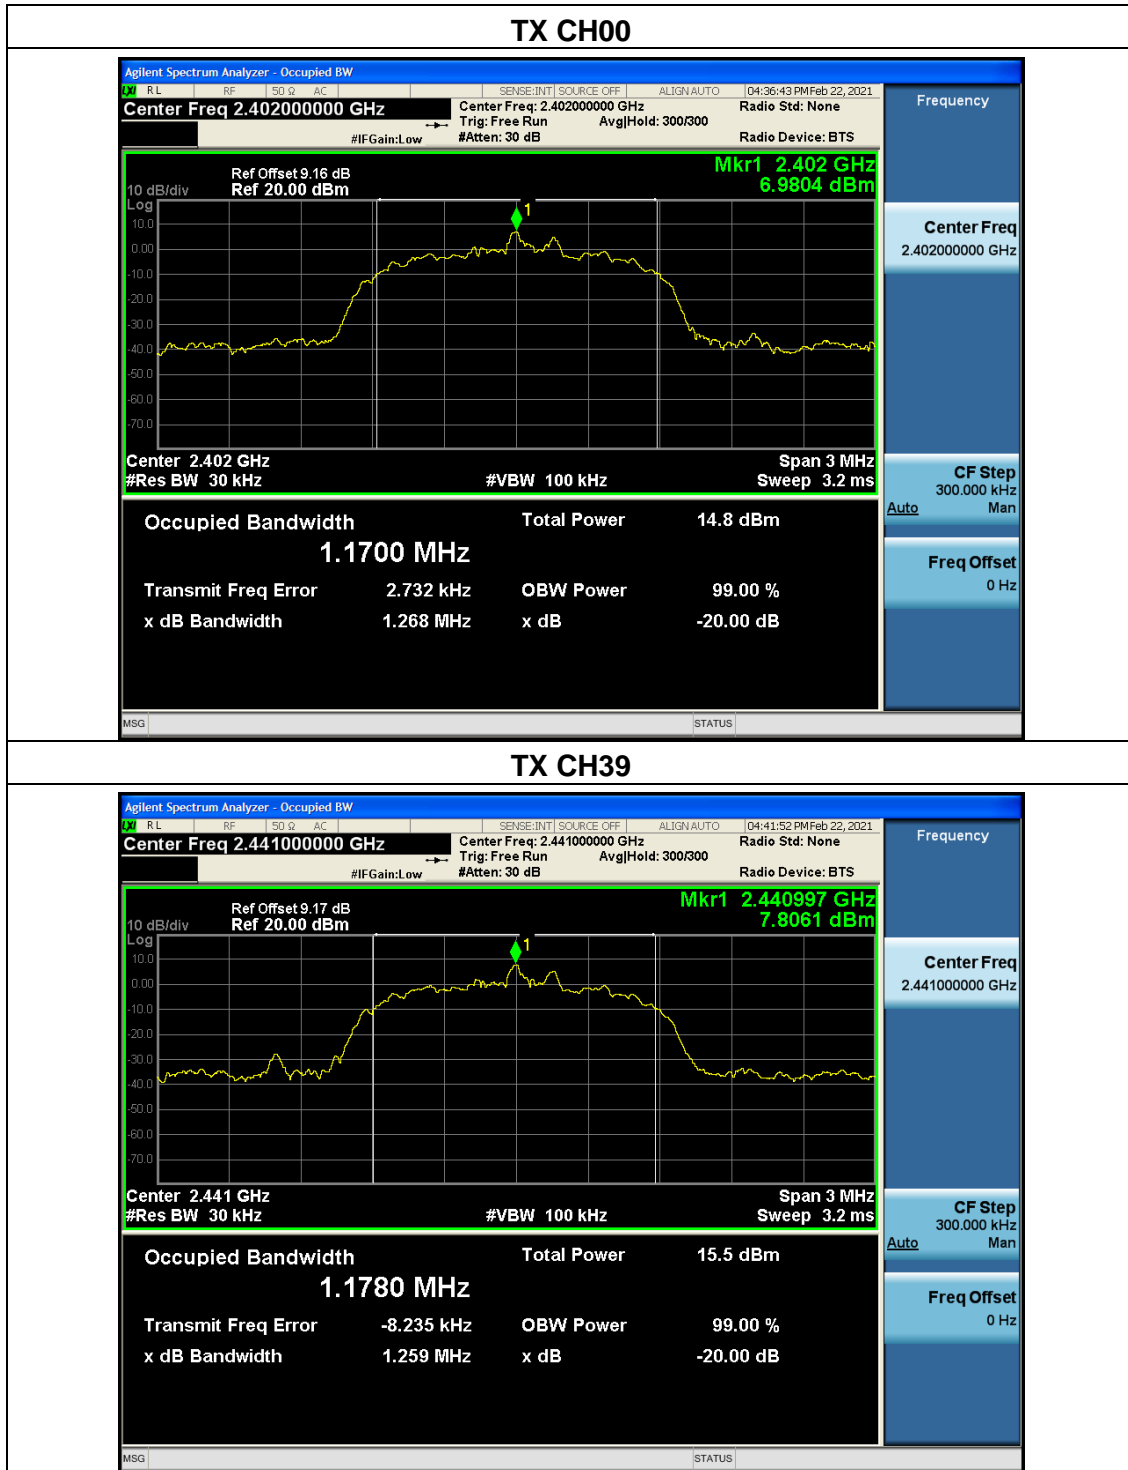 TX CH00
Agilent Spectrum Analyzer - Occupied BW
LXI RL RF 50 Ω AC SENSE:INT SOURCE OFF ALIGN AUTO 04:36:43 PM Feb 22, 2021
Center Freq 2.402000000 GHz Center Freq: 2.402000000 GHz Radio Std: None Frequency
Trig: Free Run Avg|Hold: 300/300
#IFGain:Low #Atten: 30 dB Radio Device: BTS
Mkr1 2.402 GHz
Ref Offset 9.16 dB
10 dB/div Ref 20.00 dBm 6.9804 dBm
Log
1
10.0
0.00
-10.0
-20.0
-30.0
-40.0
-50.0
-60.0
-70.0
Center Freq
2.402000000 GHz
Center 2.402 GHz Span 3 MHz
#Res BW 30 kHz #VBW 100 kHz Sweep 3.2 ms
CF Step
300.000 kHz
Auto Man
Occupied Bandwidth Total Power 14.8 dBm
1.1700 MHz
Transmit Freq Error 2.732 kHz OBW Power 99.00 %
x dB Bandwidth 1.268 MHz x dB -20.00 dB
Freq Offset
0 Hz
MSG STATUS
TX CH39
Agilent Spectrum Analyzer - Occupied BW
LXI RL RF 50 Ω AC SENSE:INT SOURCE OFF ALIGN AUTO 04:41:52 PM Feb 22, 2021
Center Freq 2.441000000 GHz Center Freq: 2.441000000 GHz Radio Std: None Frequency
Trig: Free Run Avg|Hold: 300/300
#IFGain:Low #Atten: 30 dB Radio Device: BTS
Mkr1 2.440997 GHz
Ref Offset 9.17 dB
10 dB/div Ref 20.00 dBm 7.8061 dBm
Log
1
10.0
0.00
-10.0
-20.0
-30.0
-40.0
-50.0
-60.0
-70.0
Center Freq
2.441000000 GHz
Center 2.441 GHz Span 3 MHz
#Res BW 30 kHz #VBW 100 kHz Sweep 3.2 ms
CF Step
300.000 kHz
Auto Man
Occupied Bandwidth Total Power 15.5 dBm
1.1780 MHz
Transmit Freq Error -8.235 kHz OBW Power 99.00 %
x dB Bandwidth 1.259 MHz x dB -20.00 dB
Freq Offset
0 Hz
MSG STATUS